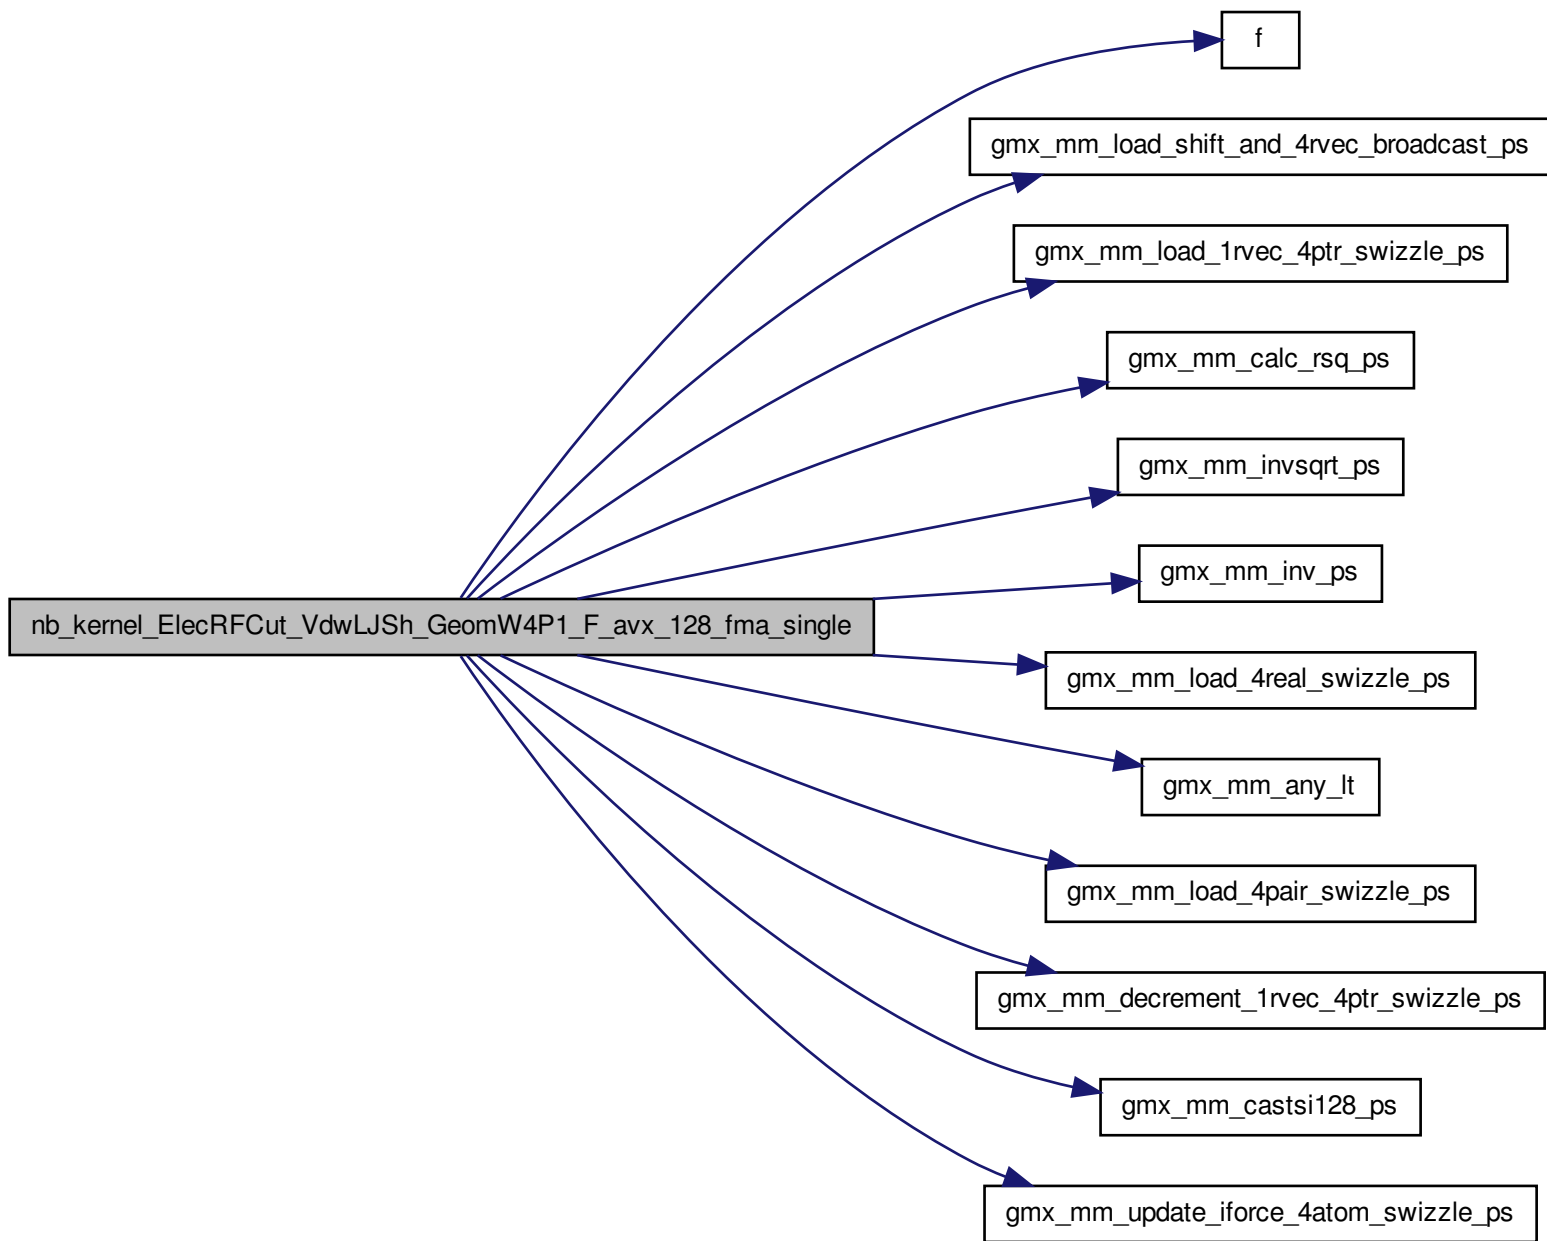 f
gmx_mm_load_shift_and_4rvec_broadcast_ps
gmx_mm_load_1rvec_4ptr_swizzle_ps
gmx_mm_calc_rsq_ps
gmx_mm_invsqrt_ps
gmx_mm_inv_ps
nb_kernel_ElecRFCut_VdwLJSh_GeomW4P1_F_avx_128_fma_single
gmx_mm_load_4real_swizzle_ps
gmx_mm_any_lt
gmx_mm_load_4pair_swizzle_ps
gmx_mm_decrement_1rvec_4ptr_swizzle_ps
gmx_mm_castsi128_ps
gmx_mm_update_iforce_4atom_swizzle_ps